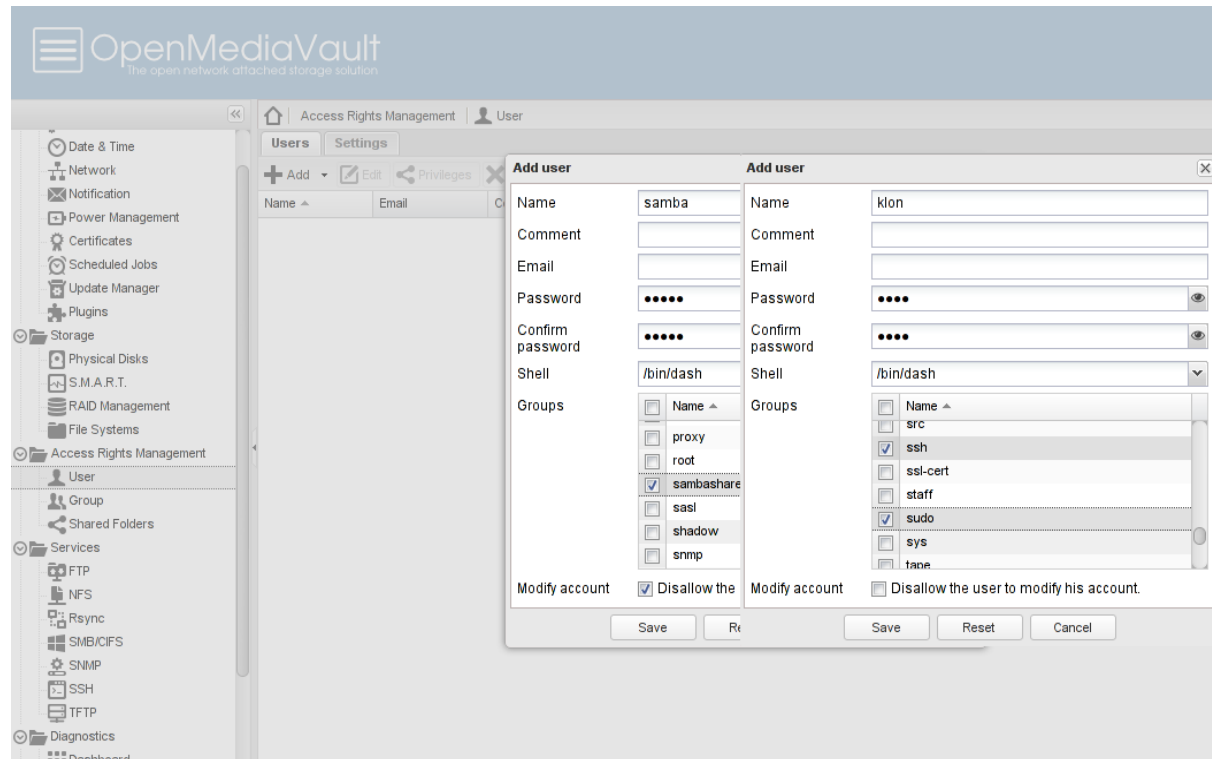 OpenMediaVault
The open network attached storage solution
Access Rights Management
User
Date & Time
Network
Notification
Power Management
Certificates
Scheduled Jobs
Update Manager
Plugins
Storage
Physical Disks
S.M.A.R.T.
RAID Management
File Systems
Access Rights Management
User
Group
Shared Folders
Services
FTP
NFS
Rsync
SMB/CIFS
SNMP
SSH
TFTP
Diagnostics
Dashboard
Users
Settings
Add
Edit
Privileges
Name
Email
Add user
Name
samba
Comment
Email
Password
•••••
Confirm
password
•••••
Shell
/bin/dash
Groups
Name
proxy
root
sambashare
sasl
shadow
snmp
Modify account
Disallow the
Save
Add user
Name
klon
Comment
Email
Password
••••
Confirm
password
••••
Shell
/bin/dash
Groups
Name
src
ssh
ssl-cert
staff
sudo
sys
tape
Modify account
Disallow the user to modify his account.
Save
Reset
Cancel